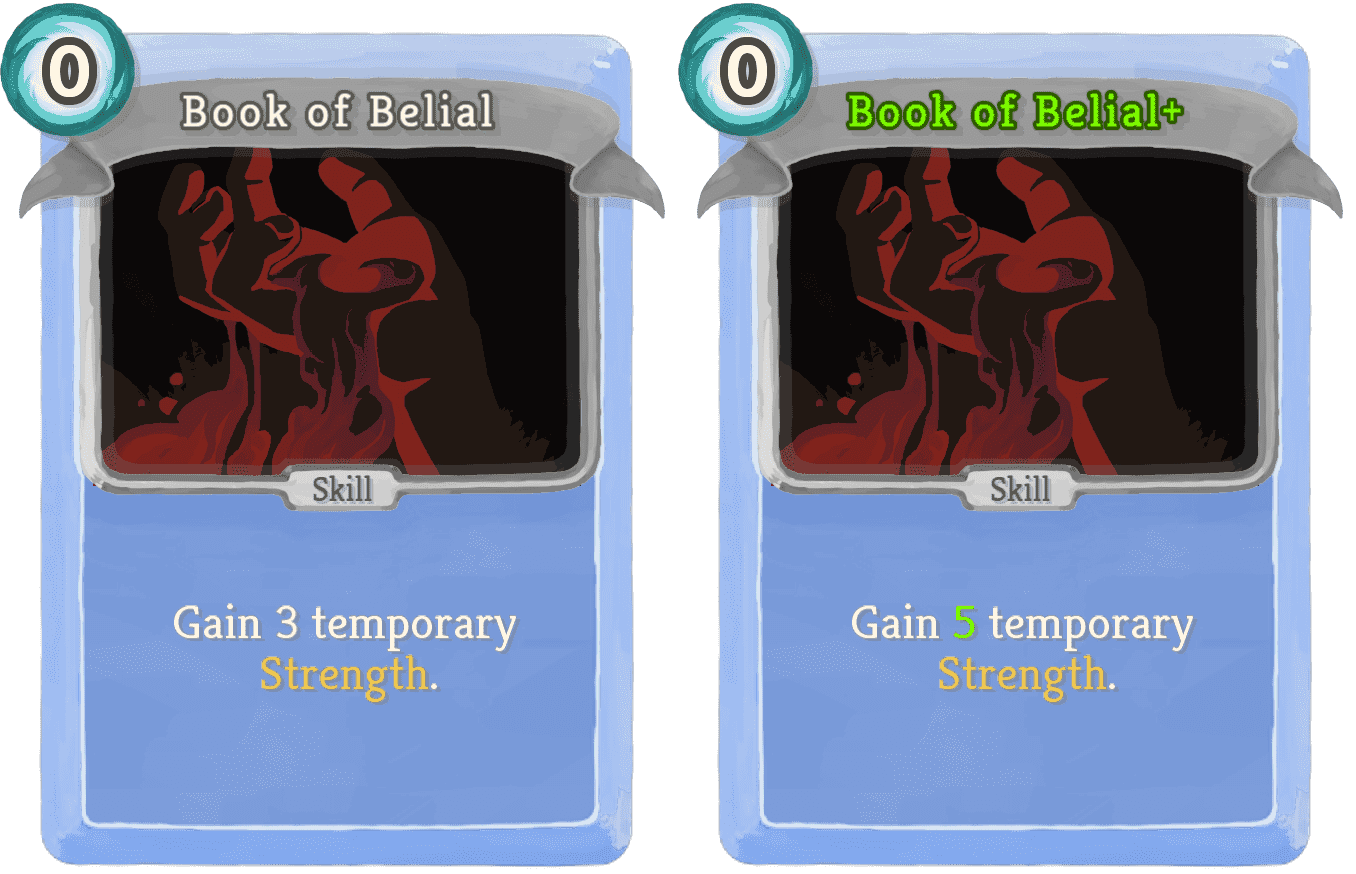 0
Book of Belial
Skill
Gain 3 temporary
Strength.
0
Book of Belial+
Skill
Gain 5 temporary
Strength.